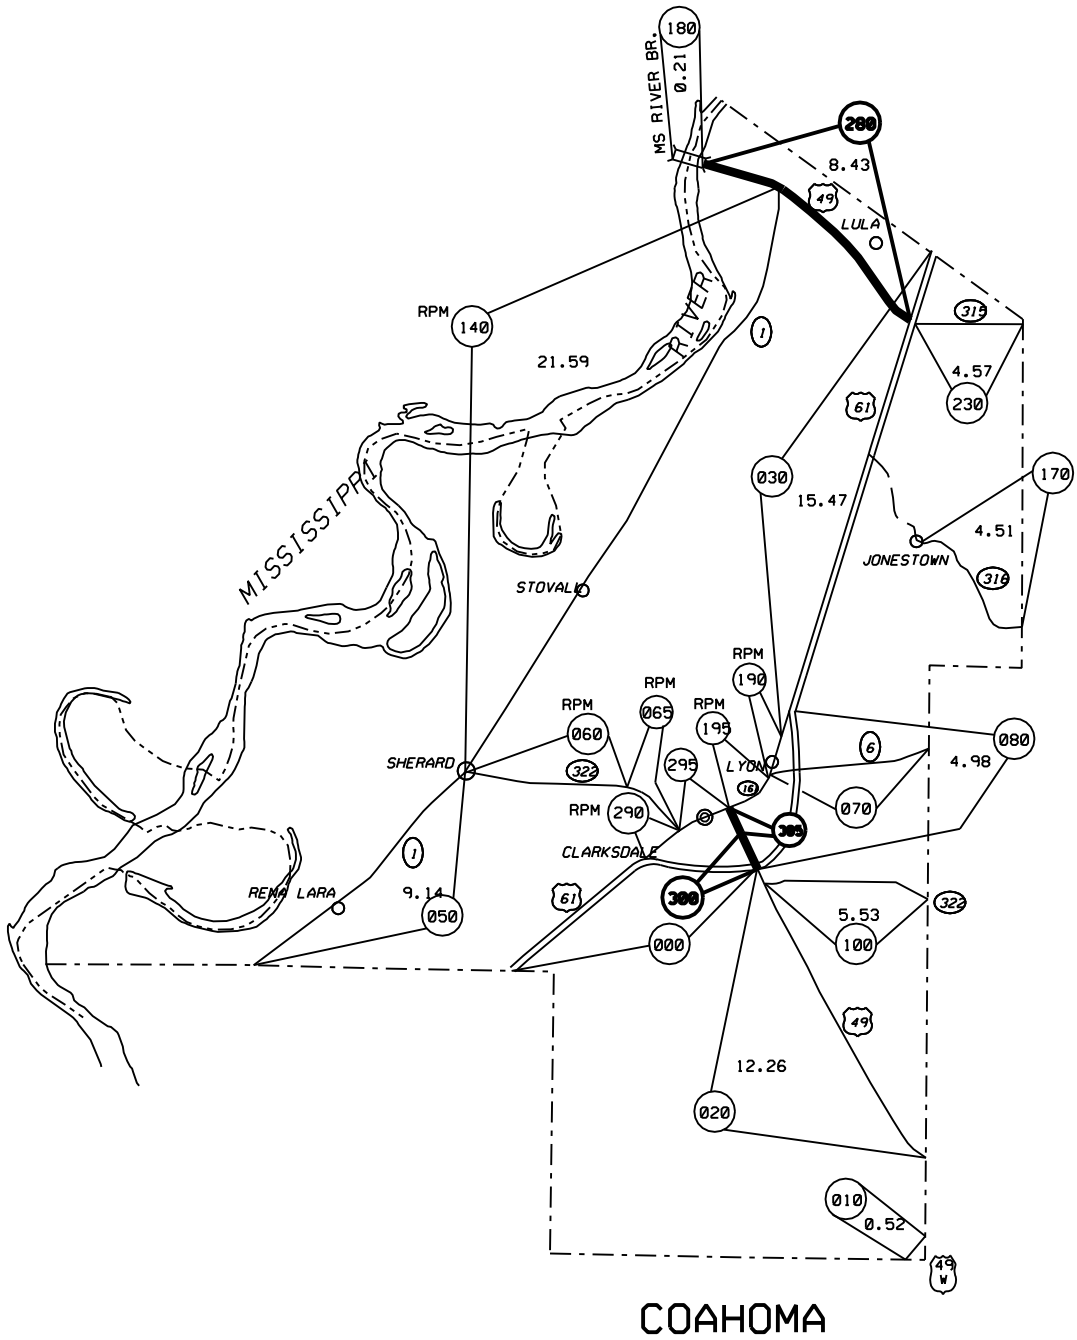 180
MS RIVER BR.
0.21
280
8.43
49
LULA
RPM
140
315
RIVER
1
21.59
4.57
61
230
MISSISSIPPI
030
170
15.47
4.51
JONESTOWN
316
STOVALL
RPM
190
RPM
065
RPM
195
RPM
060
6
080
SHERARD
322
295
LYON
4.98
16
RPM
290
070
305
CLARKSDALE
1
RENA LARA
9.14
61
300
322
050
5.53
000
100
49
12.26
020
010
0.52
49
W
COAHOMA